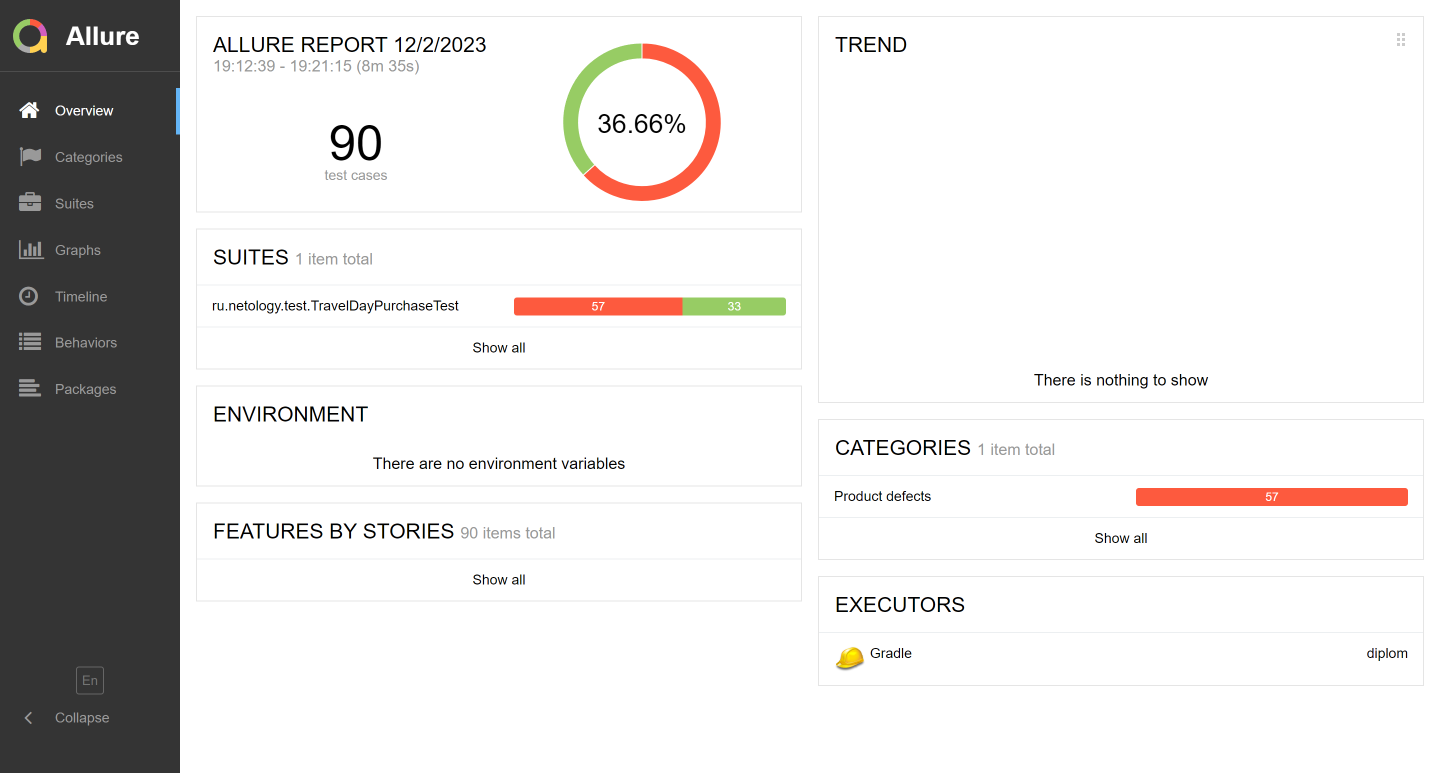 Allure
Overview
Categories
Suites
Graphs
Timeline
Behaviors
Packages
En
Collapse
ALLURE REPORT 12/2/2023
19:12:39 - 19:21:15 (8m 35s)
90
test cases
36.66%
SUITES 1 item total
ru.netology.test.TravelDayPurchaseTest 57 33
Show all
ENVIRONMENT
There are no environment variables
FEATURES BY STORIES 90 items total
Show all
TREND
There is nothing to show
CATEGORIES 1 item total
Product defects 57
Show all
EXECUTORS
Gradle diplom